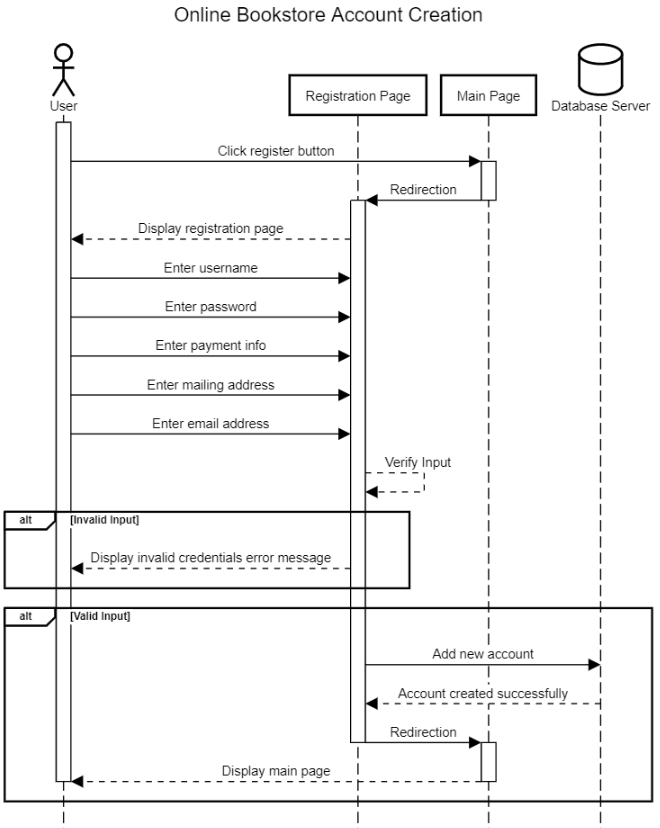 Online Bookstore Account Creation
User
Registration Page
Main Page
Database Server
Click register button
Redirection
Display registration page
Enter username
Enter password
Enter payment info
Enter mailing address
Enter email address
Verify Input
alt
[Invalid Input]
Display invalid credentials error message
alt
[Valid Input]
Add new account
Account created successfully
Redirection
Display main page